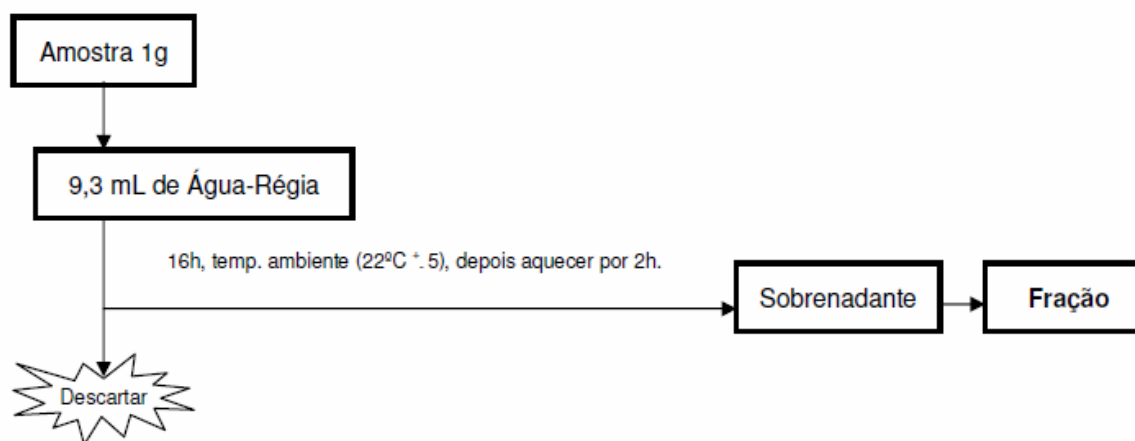 Amostra 1g
9,3 mL de Água-Régia
16h, temp. ambiente (22ºC +. 5), depois aquecer por 2h.
Sobrenadante
Fração
Descartar